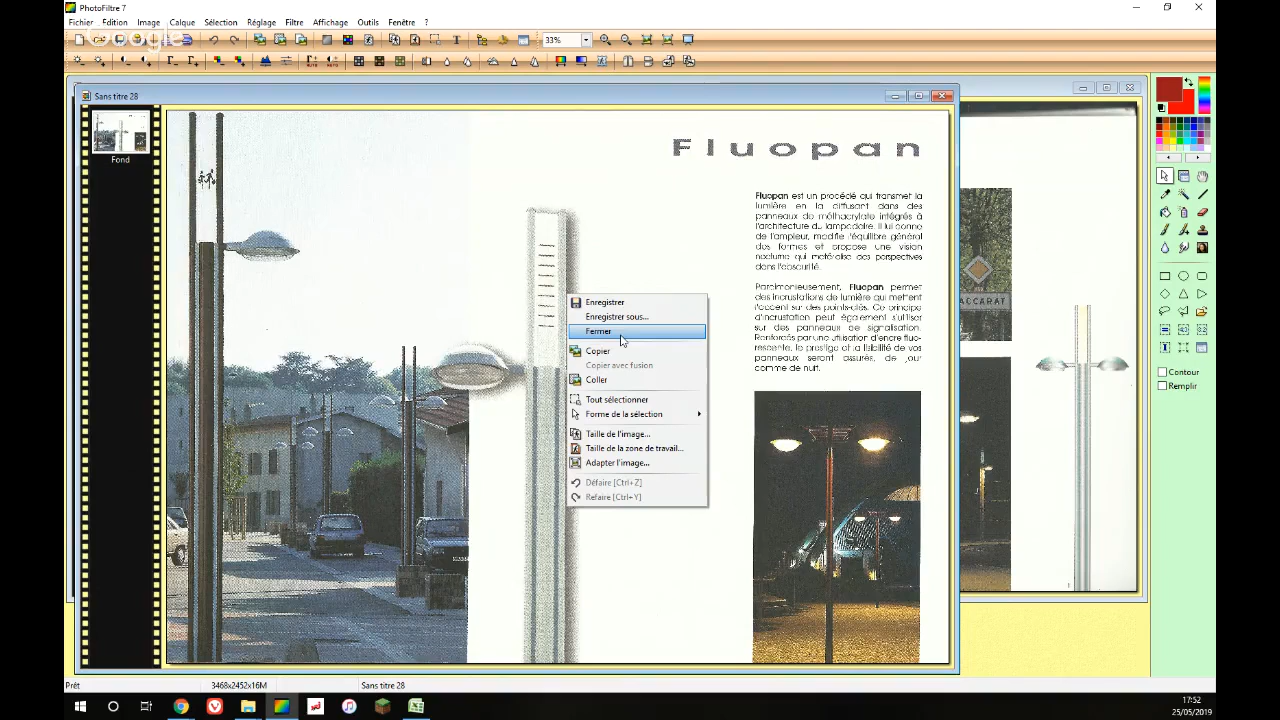 PhotoFiltre 7
Fichier Édition Image Calque Sélection Réglage Filtre Affichage Outils Fenêtre ?
Google
33%
Sans titre 28
Fond
Fluopan
Fluopan est un procédé qui transmet la
lumière en la diffusant dans des
panneaux de méthacrylate intégrés à
l'architecture du lampadaire. Il lui donne
de l'ampleur, modifie l'équilibre général
des formes et propose une vision
nocturne qui matérialise des perspectives
dans l'obscurité.
Parcimonieusement, Fluopan permet
des incrustations de lumière qui mettent
l'accent sur des points-clés. Ce principe
d'incrustation peut également s'utiliser
sur des panneaux de signalisation.
Renforcés par une utilisation d'encre fluo-
rescente, le prestige et la lisibilité de vos
panneaux seront assurés, de jour
comme de nuit.
ACCARAT
Enregistrer
Enregistrer sous...
Fermer
Copier
Copier avec fusion
Coller
Tout sélectionner
Forme de la sélection
Taille de l'image...
Taille de la zone de travail...
Adapter l'image...
Défaire [Ctrl+Z]
Refaire [Ctrl+Y]
Contour
Remplir
Prêt 3468x2452x16M Sans titre 28
17:52
25/05/2019